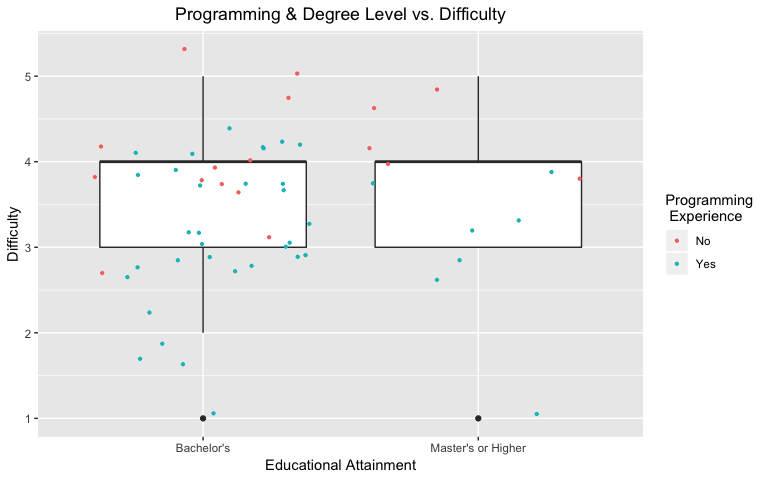 Programming & Degree Level vs. Difficulty
5
4
3
2
1
Difficulty
Bachelor's
Master's or Higher
Educational Attainment
Programming
Experience
No
Yes